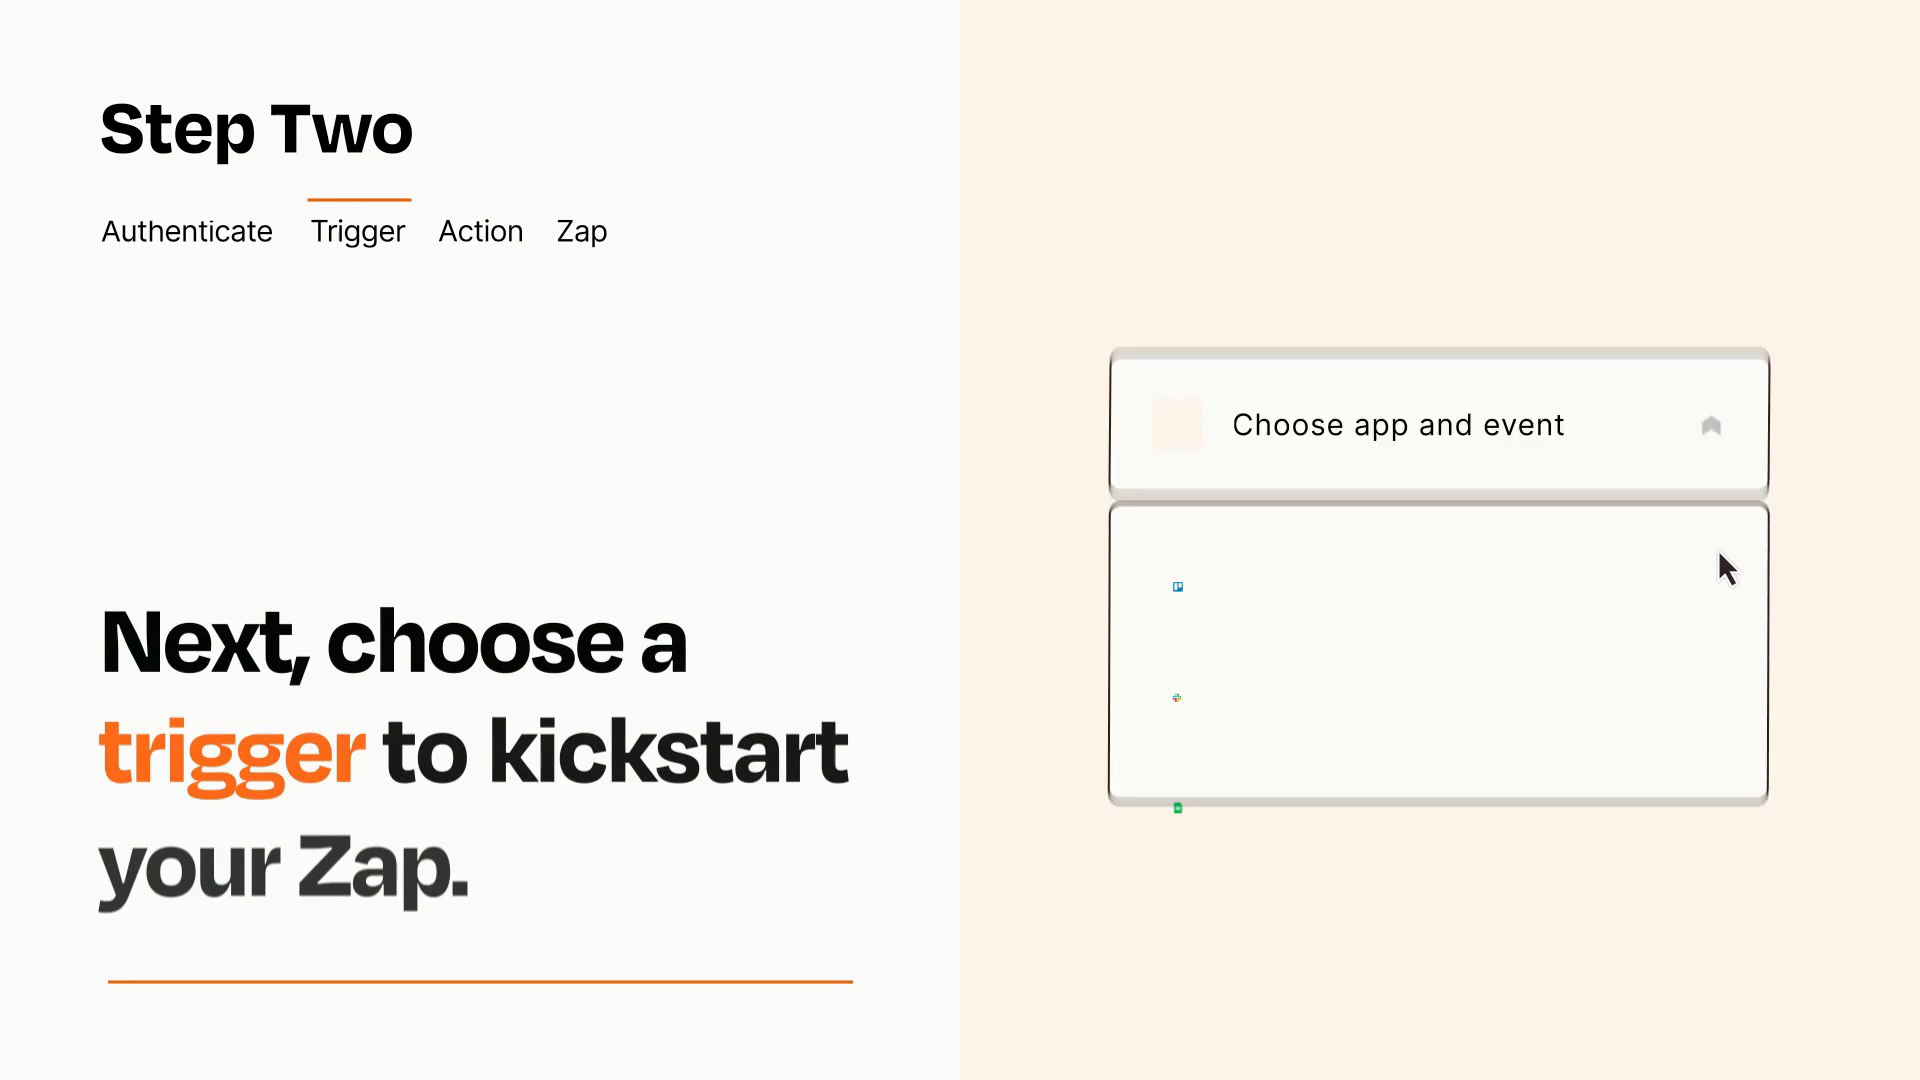 Step Two
Authenticate Trigger Action Zap
Next, choose a
trigger to kickstart
your Zap.
Choose app and event